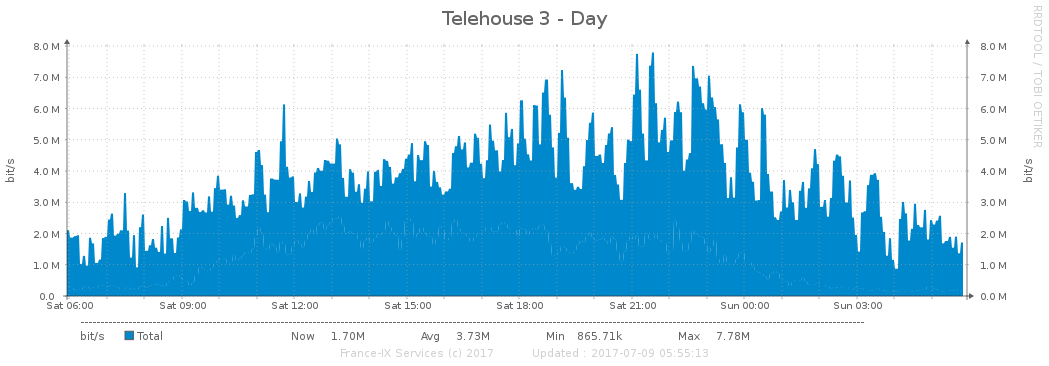 Telehouse 3 - Day
RRDTOOL / TOBI OETIKER
8.0 M 8.0 M
7.0 M 7.0 M
6.0 M 6.0 M
5.0 M 5.0 M
4.0 M 4.0 M
3.0 M 3.0 M
2.0 M 2.0 M
1.0 M 1.0 M
0.0 0.0 M
bit/s
bit/s
Sat 06:00 Sat 09:00 Sat 12:00 Sat 15:00 Sat 18:00 Sat 21:00 Sun 00:00 Sun 03:00
bit/s Total Now 1.70M Avg 3.73M Min 865.71k Max 7.78M
France-IX Services (c) 2017 Updated : 2017-07-09 05:55:13